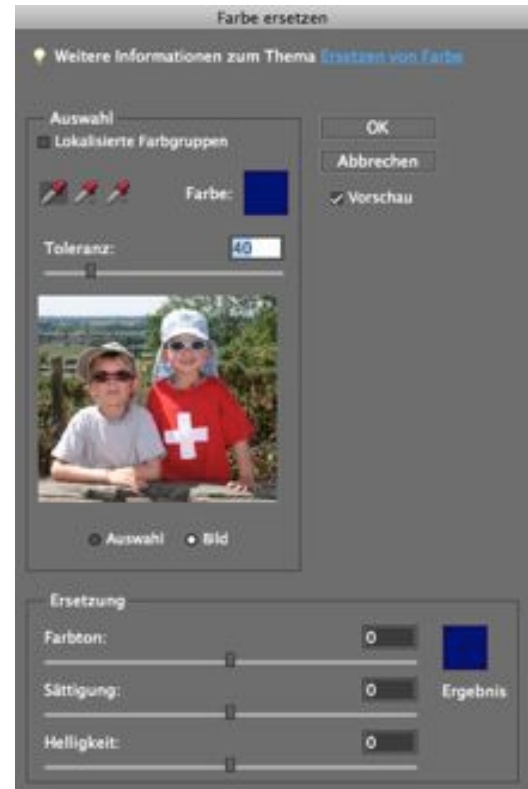 Farbe ersetzen
Weitere Informationen zum Thema Ersetzen von Farbe
Auswahl
Lokalisierte Farbgruppen
Farbe:
Toleranz:
40
Auswahl
Bild
OK
Abbrechen
Vorschau
Ersetzung
Farbton:
0
Sättigung:
0
Helligkeit:
0
Ergebnis